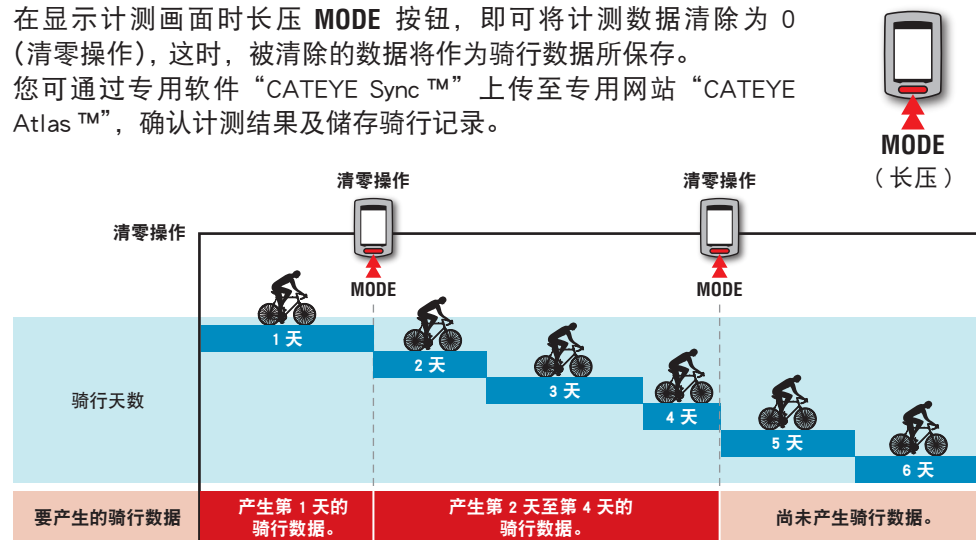 在显示计测画面时长压 MODE 按钮，即可将计测数据清除为 0
（清零操作），这时，被清除的数据将作为骑行数据所保存。
您可通过专用软件“CATEYE Sync™”上传至专用网站“CATEYE
Atlas™”，确认计测结果及储存骑行记录。
MODE
（长压）
清零操作
清零操作
清零操作
MODE
MODE
骑行天数
1 天
2 天
3 天
4 天
5 天
6 天
要产生的骑行数据
产生第 1 天的
骑行数据。
产生第 2 天至第 4 天的
骑行数据。
尚未产生骑行数据。